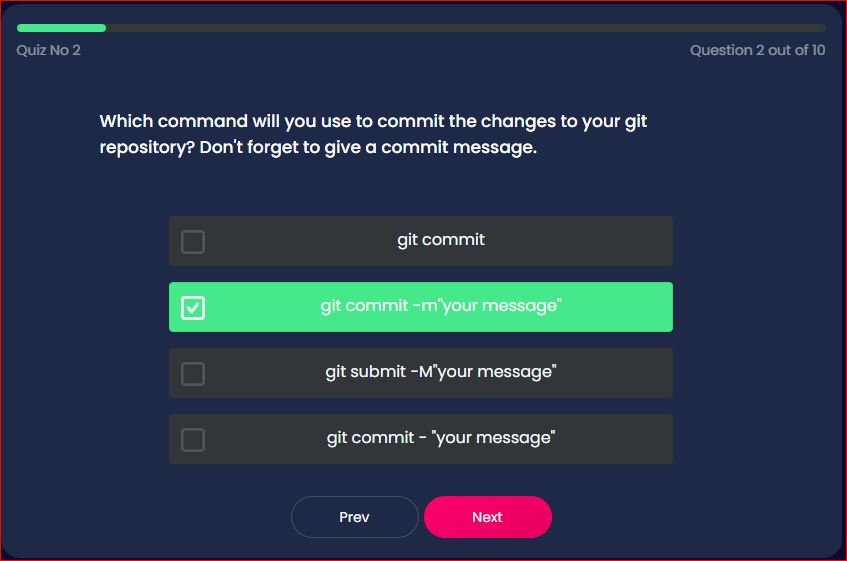 Quiz No 2
Question 2 out of 10
Which command will you use to commit the changes to your git
repository? Don't forget to give a commit message.
git commit
git commit -m"your message"
git submit -M"your message"
git commit - "your message"
Prev
Next